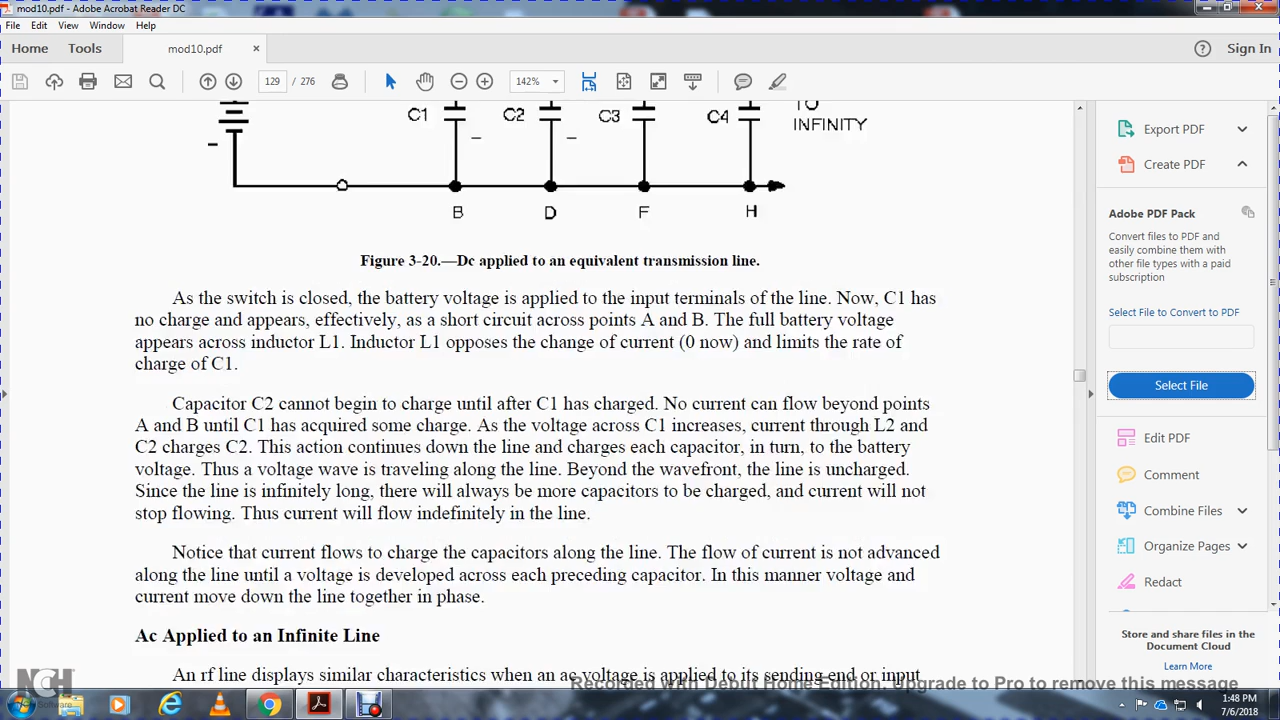 mod10.pdf - Adobe Acrobat Reader DC
File Edit View Window Help
Home Tools mod10.pdf × Sign In
129 / 276 142%
C1 C2 C3 C4 TO
INFINITY
B D F H
Figure 3-20.—Dc applied to an equivalent transmission line.
As the switch is closed, the battery voltage is applied to the input terminals of the line. Now, C1 has
no charge and appears, effectively, as a short circuit across points A and B. The full battery voltage
appears across inductor L1. Inductor L1 opposes the change of current (0 now) and limits the rate of
charge of C1.
Capacitor C2 cannot begin to charge until after C1 has charged. No current can flow beyond points
A and B until C1 has acquired some charge. As the voltage across C1 increases, current through L2 and
C2 charges C2. This action continues down the line and charges each capacitor, in turn, to the battery
voltage. Thus a voltage wave is traveling along the line. Beyond the wavefront, the line is uncharged.
Since the line is infinitely long, there will always be more capacitors to be charged, and current will not
stop flowing. Thus current will flow indefinitely in the line.
Notice that current flows to charge the capacitors along the line. The flow of current is not advanced
along the line until a voltage is developed across each preceding capacitor. In this manner voltage and
current move down the line together in phase.
Ac Applied to an Infinite Line
An rf line displays similar characteristics when an ac voltage is applied to its sending end or input
Export PDF
Create PDF
Adobe PDF Pack
Convert files to PDF and
easily combine them with
other file types with a paid
subscription
Select File to Convert to PDF
Select File
Edit PDF
Comment
Combine Files
Organize Pages
Redact
Store and share files in the
Document Cloud
Learn More
NCH
Software
Recorded with Debut Home Edition. Upgrade to Pro to remove this message
1:48 PM
7/6/2018